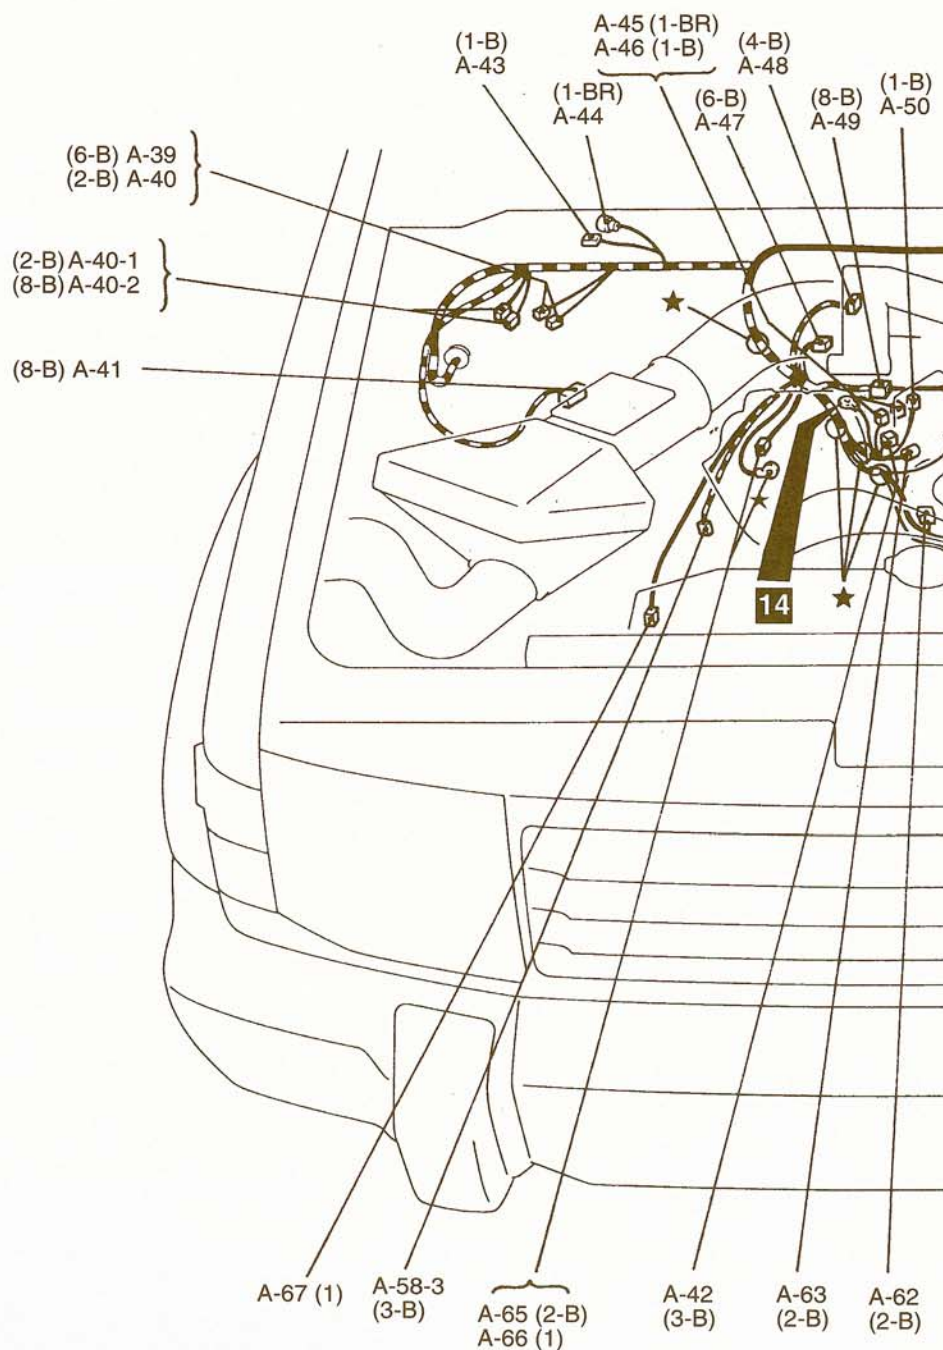 A-45 (1-BR)
A-46 (1-B)
(1-B)
A-43
(4-B)
A-48
(1-BR)
A-44
(6-B)
A-47
(8-B)
A-49
(1-B)
A-50
(6-B) A-39
(2-B) A-40
(2-B) A-40-1
(8-B) A-40-2
(8-B) A-41
14
A-67 (1)
A-58-3
(3-B)
A-65 (2-B)
A-66 (1)
A-42
(3-B)
A-63
(2-B)
A-62
(2-B)